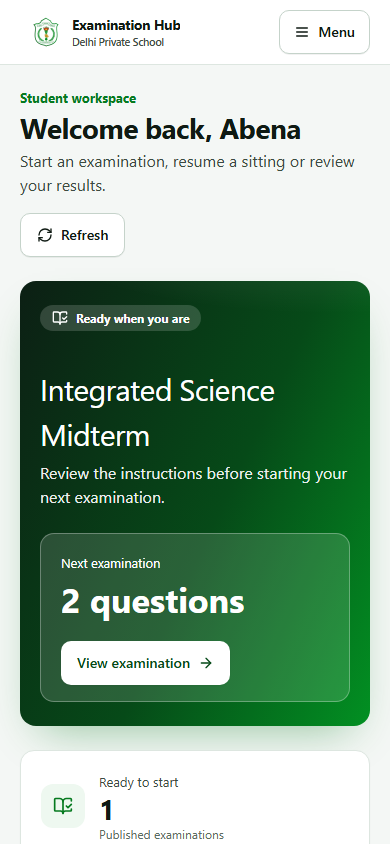 Examination Hub
Delhi Private School
Menu
Student workspace
Welcome back, Abena
Start an examination, resume a sitting or review
your results.
Refresh
Ready when you are
Integrated Science
Midterm
Review the instructions before starting your
next examination.
Next examination
2 questions
View examination
Ready to start
1
Published examinations